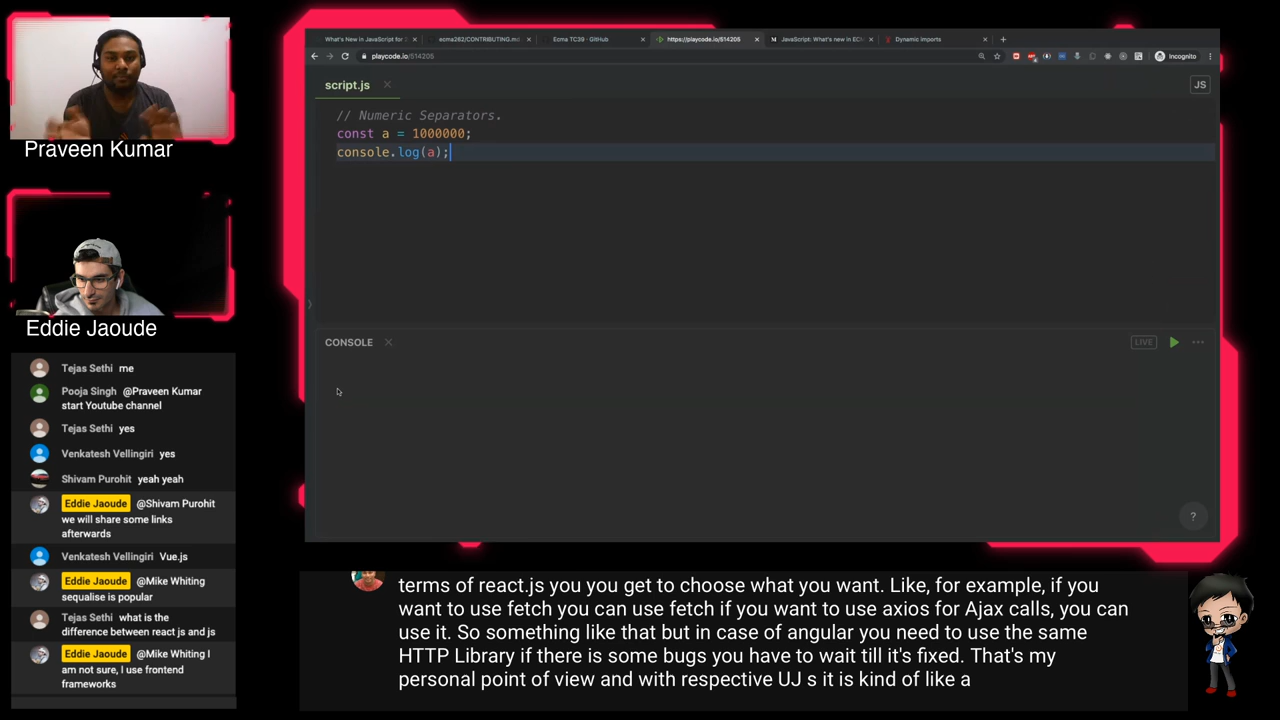 Praveen Kumar
Eddie Jaoude
Tejas Sethi me
Pooja Singh @Praveen Kumar
start Youtube channel
Tejas Sethi yes
Venkatesh Vellingiri yes
Shivam Purohit yeah yeah
Eddie Jaoude @Shivam Purohit
we will share some links
afterwards
Venkatesh Vellingiri Vue.js
Eddie Jaoude @Mike Whiting
sequalise is popular
Tejas Sethi what is the
difference between react js and js
Eddie Jaoude @Mike Whiting I
am not sure, I use frontend
frameworks
What's New in JavaScript for
ecma262/CONTRIBUTING.md
Ecma TC39 · GitHub
https://playcode.io/514205
JavaScript: What's new in ECM
Dynamic imports
playcode.io/514205
Incognito
script.js
JS
// Numeric Separators.
const a = 1000000;
console.log(a);
CONSOLE
LIVE
?
terms of react.js you you get to choose what you want. Like, for example, if you
want to use fetch you can use fetch if you want to use axios for Ajax calls, you can
use it. So something like that but in case of angular you need to use the same
HTTP Library if there is some bugs you have to wait till it's fixed. That's my
personal point of view and with respective UJ s it is kind of like a